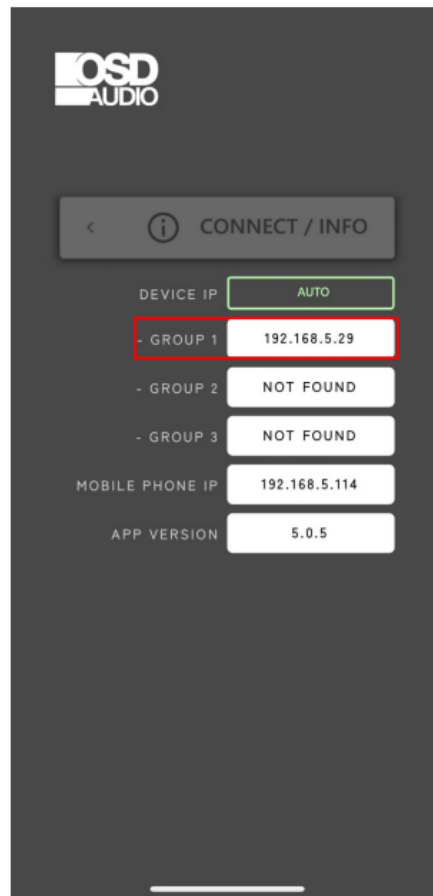 OSD
AUDIO
< i CONNECT / INFO
DEVICE IP AUTO
- GROUP 1 192.168.5.29
- GROUP 2 NOT FOUND
- GROUP 3 NOT FOUND
MOBILE PHONE IP 192.168.5.114
APP VERSION 5.0.5